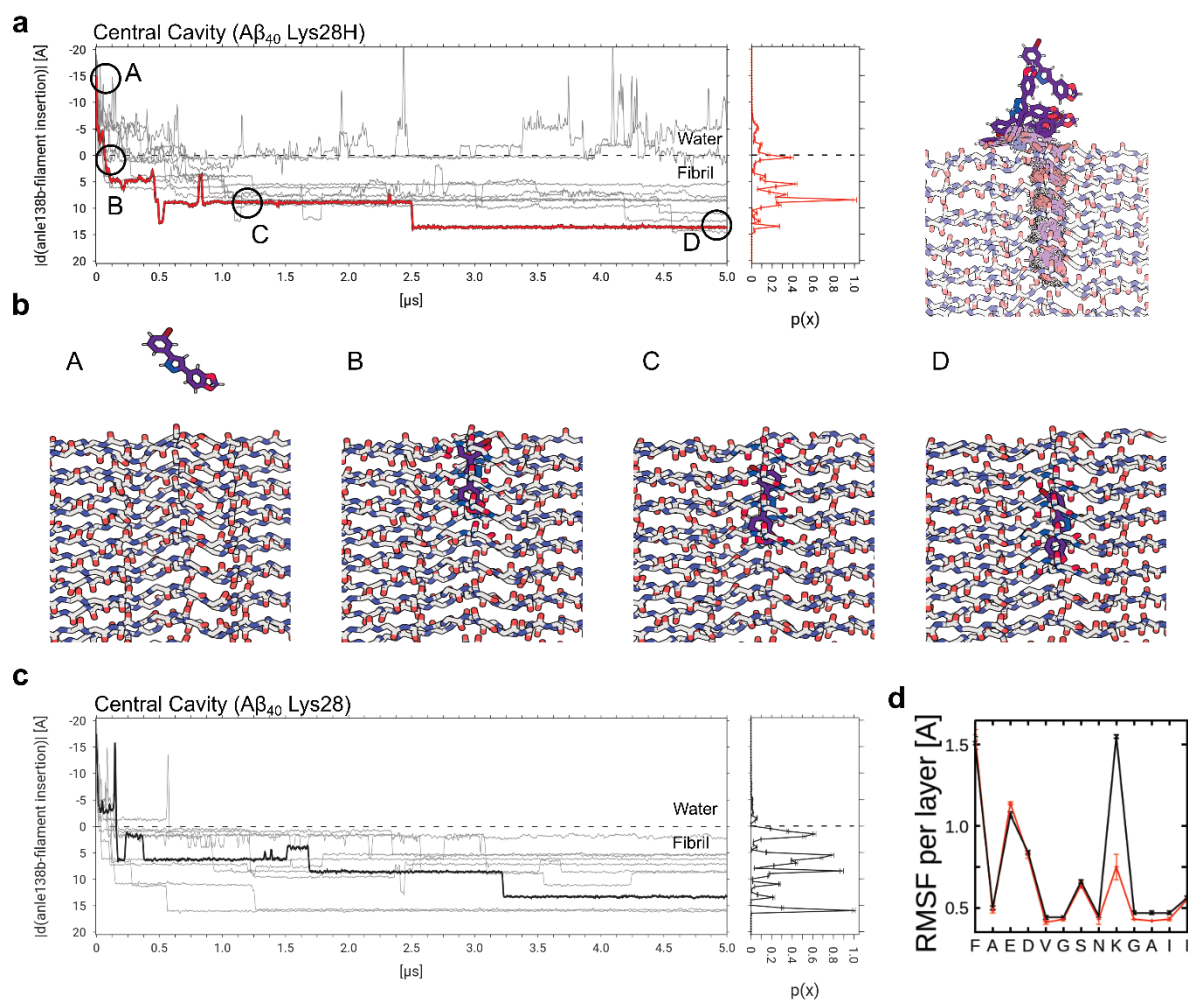 a
Central Cavity (Aβ40 Lys28H)
|d(anle138b-filament insertion)| [A]
-20
-15
-10
-5
0
5
10
15
20
A
B
C
D
Water
Fibril
0 0.5 1.0 1.5 2.0 2.5 3.0 3.5 4.0 4.5 5.0
[µs]
0 0.2 0.4 0.6 0.8 1.0
p(x)
b
A B C D
c
Central Cavity (Aβ40 Lys28)
|d(anle138b-filament insertion)| [A]
-20
-15
-10
-5
0
5
10
15
20
Water
Fibril
0 0.5 1.0 1.5 2.0 2.5 3.0 3.5 4.0 4.5 5.0
[µs]
0 0.2 0.4 0.6 0.8 1.0
p(x)
d
RMSF per layer [A]
1.5
1.0
0.5
F A E D V G S N K G A I I